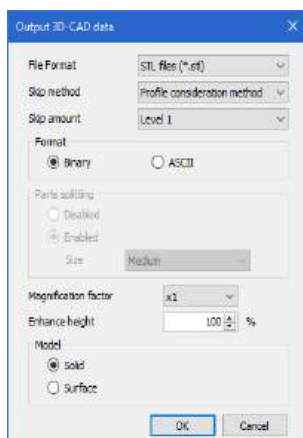 Output 3D-CAD data
File Format STL files (*.stl)
Skip method Profile consideration method
Skip amount Level 1
Format
Binary ASCII
Parts splitting
Disabled
Enabled
Size Medium
Magnification factor x1
Enhance height 100 %
Model
Solid
Surface
OK Cancel